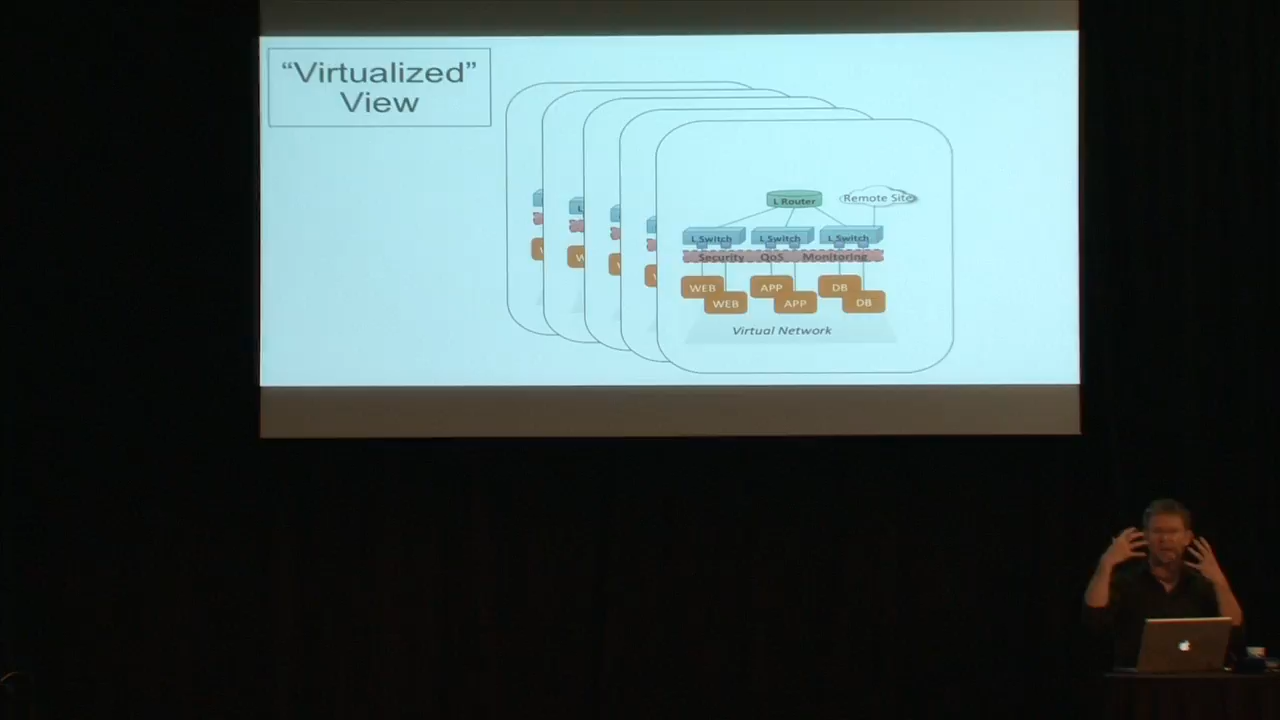 “Virtualized”
View
L Router
Remote Site
L Switch L Switch L Switch
Security QoS Monitoring
WEB APP DB
WEB APP DB
Virtual Network